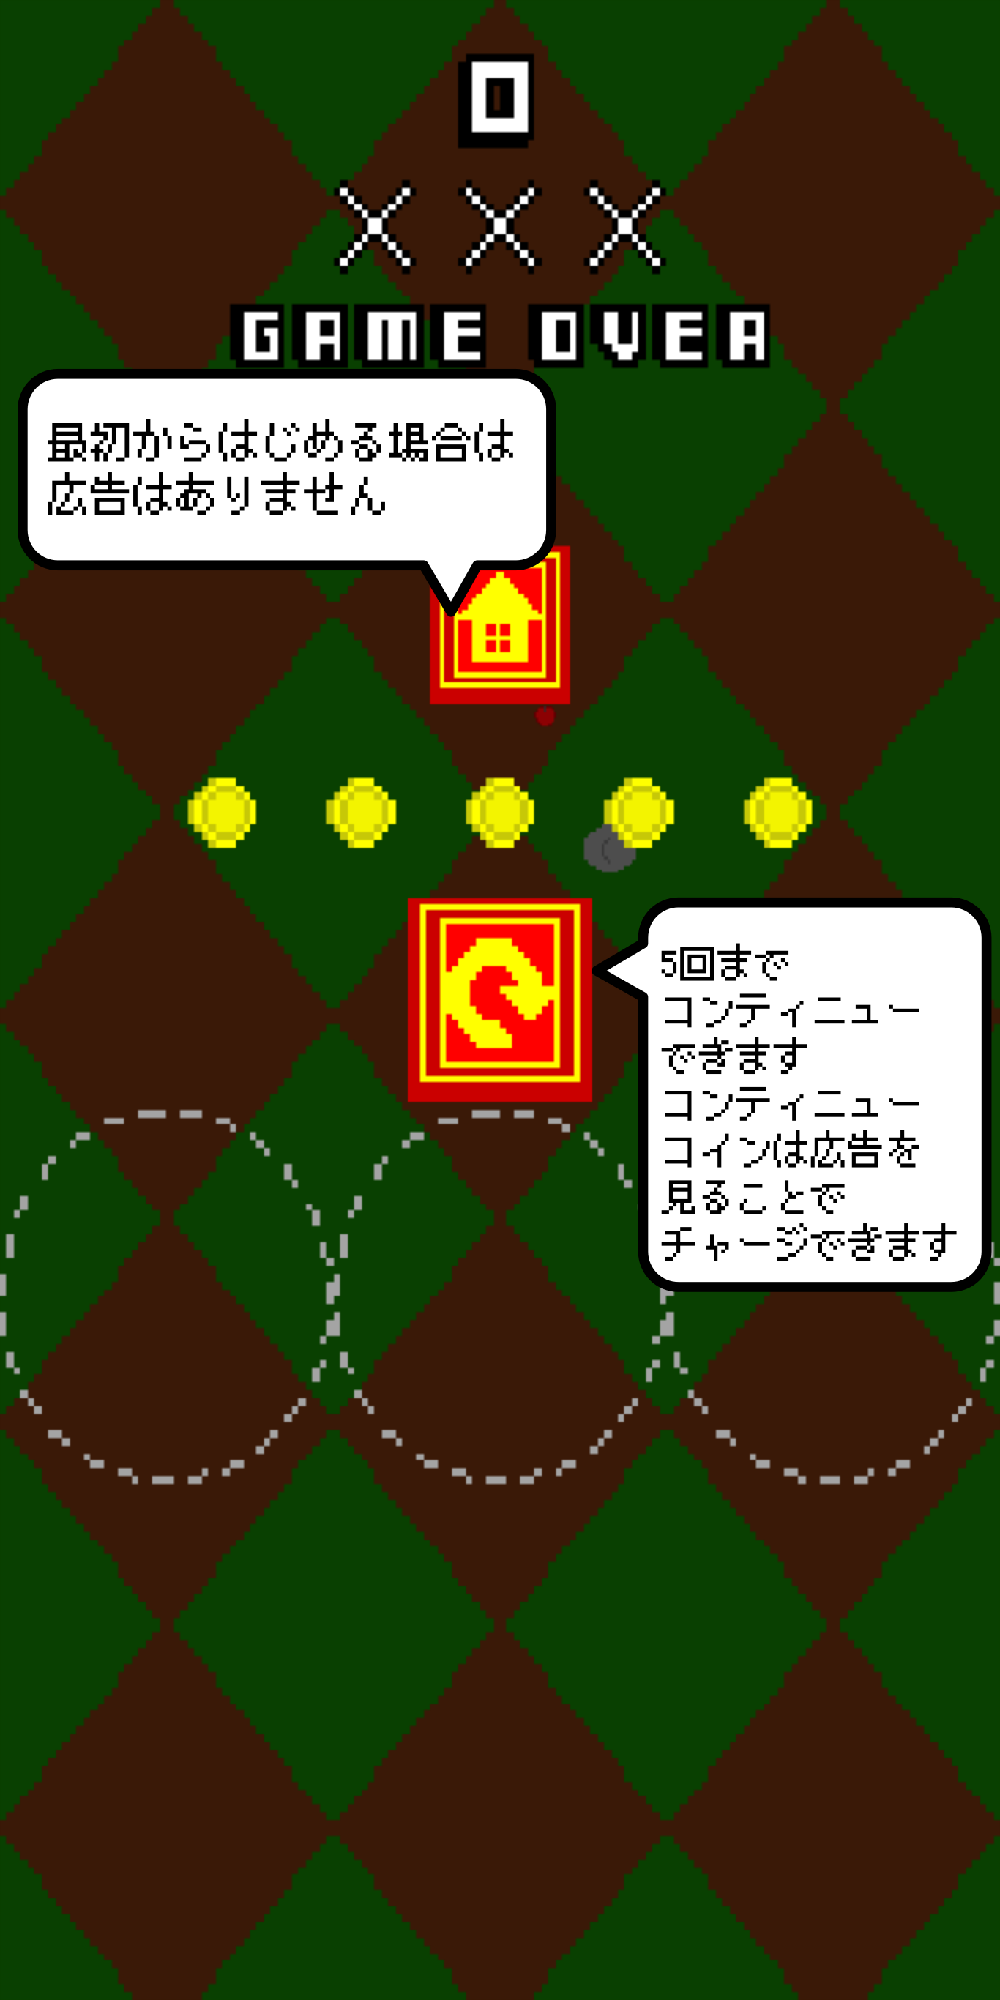 0
×××
GAME OVEA
最初からはじめる場合は
広告はありません
5回まで
コンティニュー
できます
コンティニュー
コインは広告を
見ることで
チャージできます